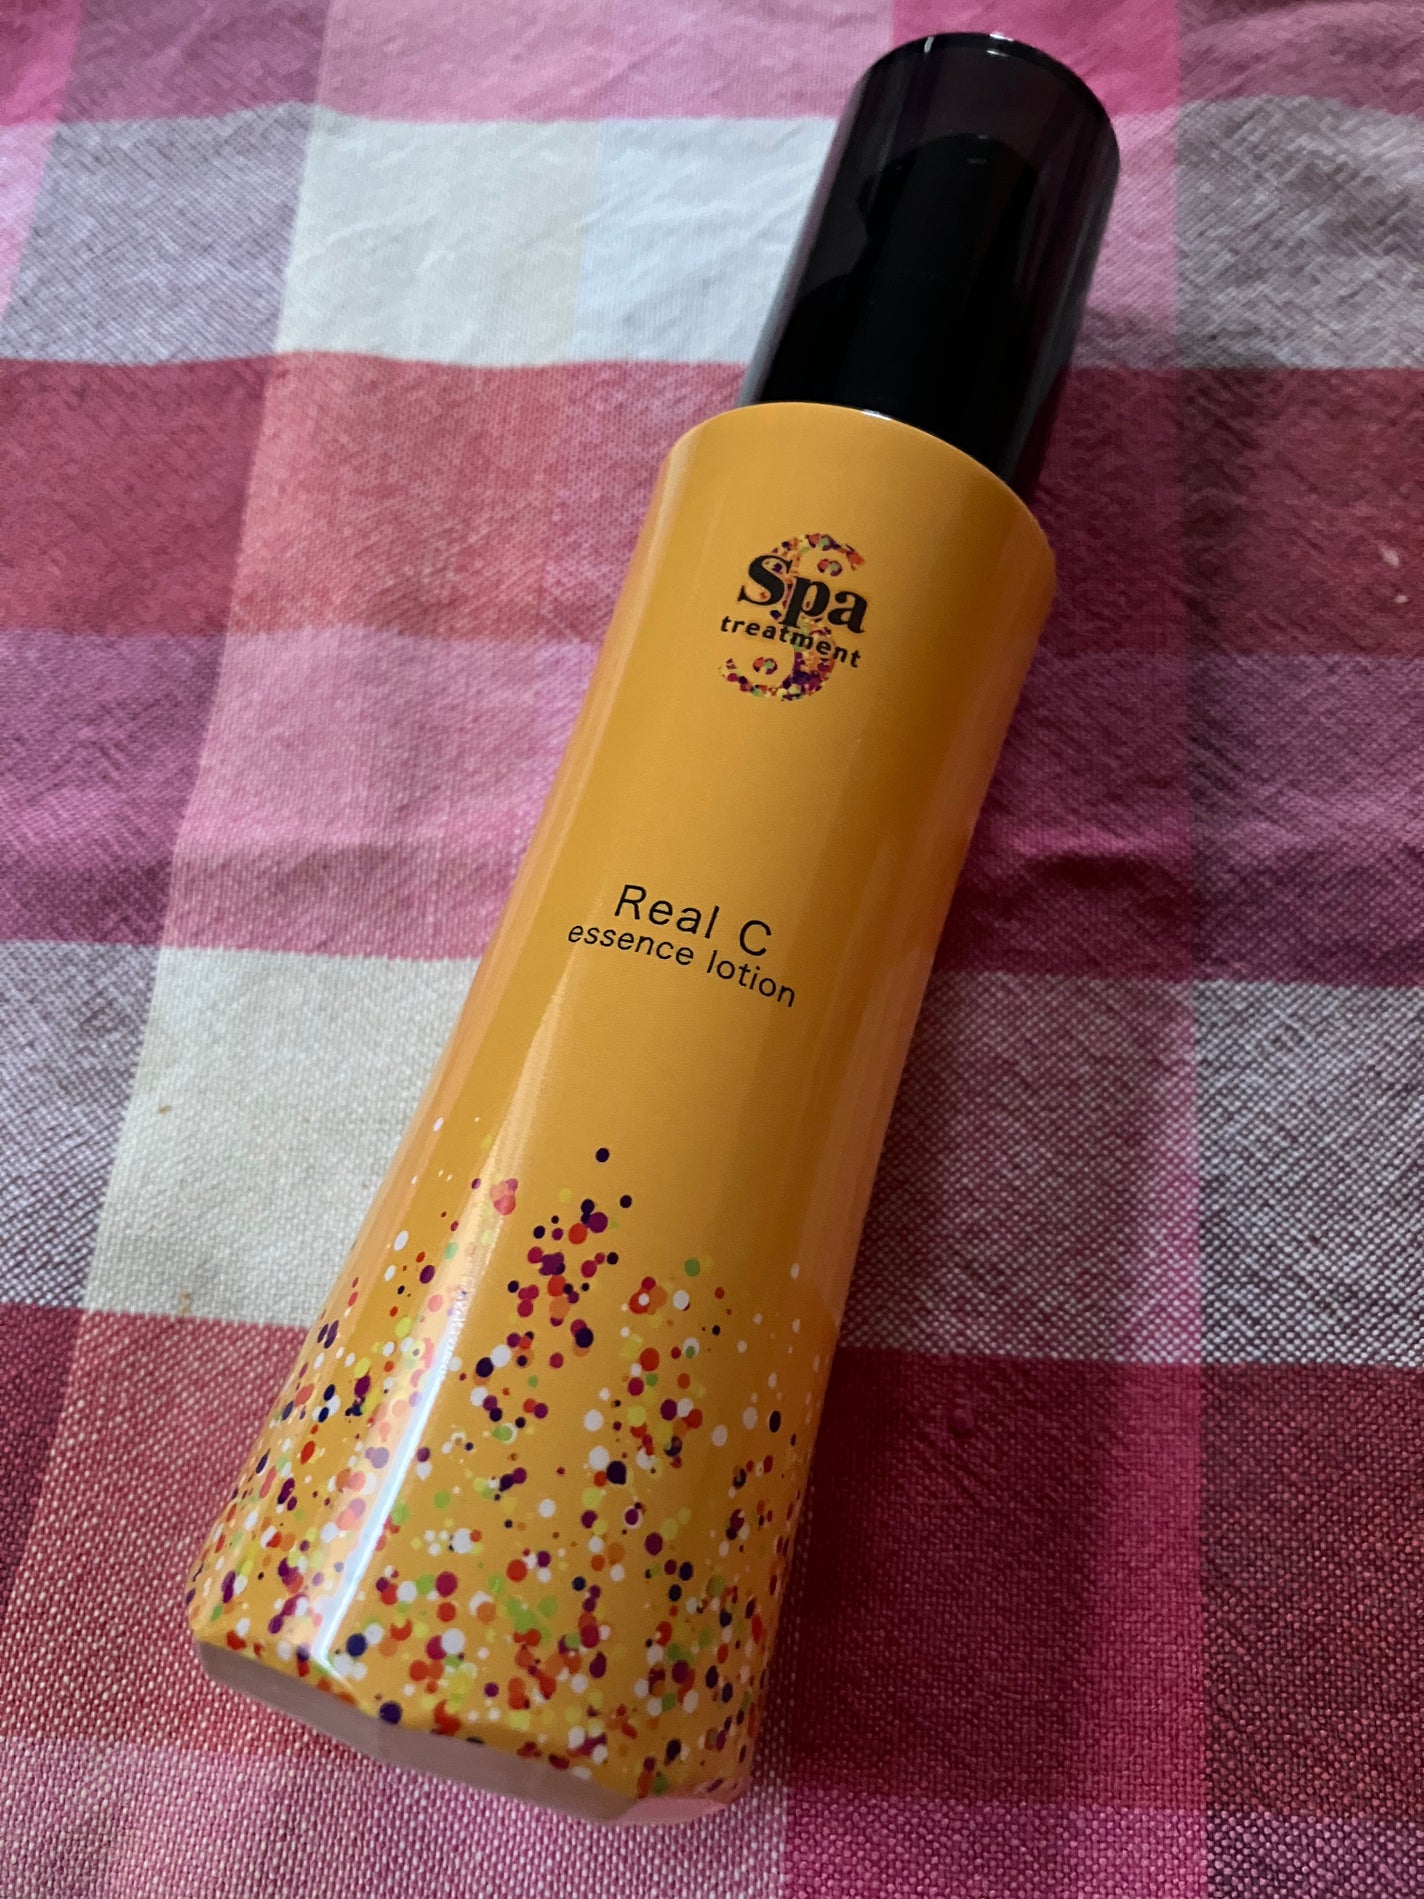 S
Spa
treatment
Real C
essence lotion